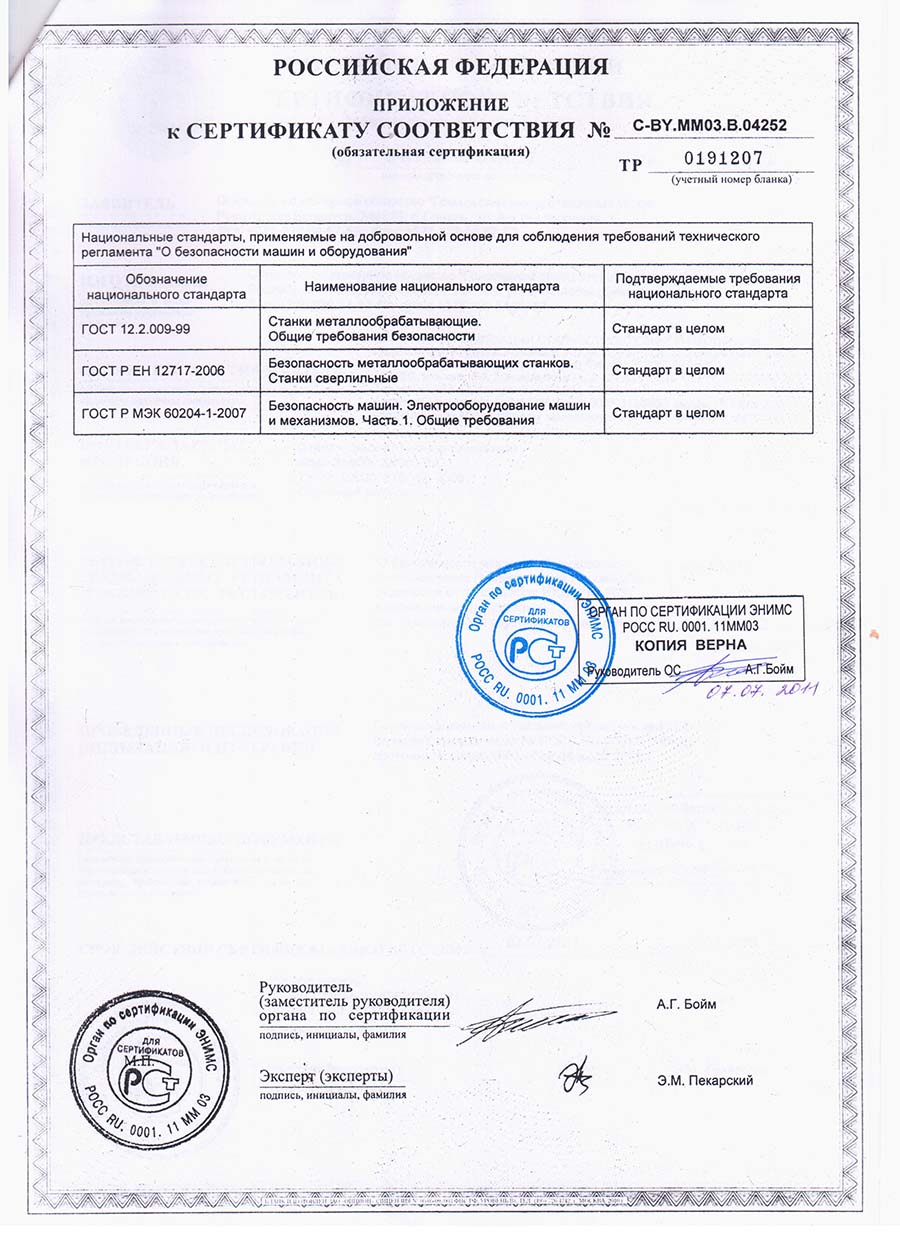 РОССИЙСКАЯ ФЕДЕРАЦИЯ
ПРИЛОЖЕНИЕ
к СЕРТИФИКАТУ СООТВЕТСТВИЯ № C-BY.MM03.B.04252
(обязательная сертификация)
ТР 0191207
(учетный номер бланка)
Национальные стандарты, применяемые на добровольной основе для соблюдения требований технического
регламента "О безопасности машин и оборудования"
Обозначение национального стандарта
Наименование национального стандарта
Подтверждаемые требования национального стандарта
ГОСТ 12.2.009-99
Станки металлообрабатывающие.
Общие требования безопасности
Стандарт в целом
ГОСТ Р ЕН 12717-2006
Безопасность металлообрабатывающих станков.
Станки сверлильные
Стандарт в целом
ГОСТ Р МЭК 60204-1-2007
Безопасность машин. Электрооборудование машин
и механизмов. Часть 1. Общие требования
Стандарт в целом
Орган по сертификации ЭНИМС
ДЛЯ
СЕРТИФИКАТОВ
РОСС RU. 0001. 11 ММ 03
ОРГАН ПО СЕРТИФИКАЦИИ ЭНИМС
РОСС RU. 0001. 11ММ03
КОПИЯ ВЕРНА
Руководитель ОС А.Г.Бойм
07.07. 2011
Руководитель
(заместитель руководителя)
органа по сертификации
подпись, инициалы, фамилия
А.Г. Бойм
Орган по сертификации ЭНИМС
ДЛЯ
СЕРТИФИКАТОВ
М.П.
РОСС RU. 0001. 11 ММ 03
Эксперт (эксперты)
подпись, инициалы, фамилия
Э.М. Пекарский